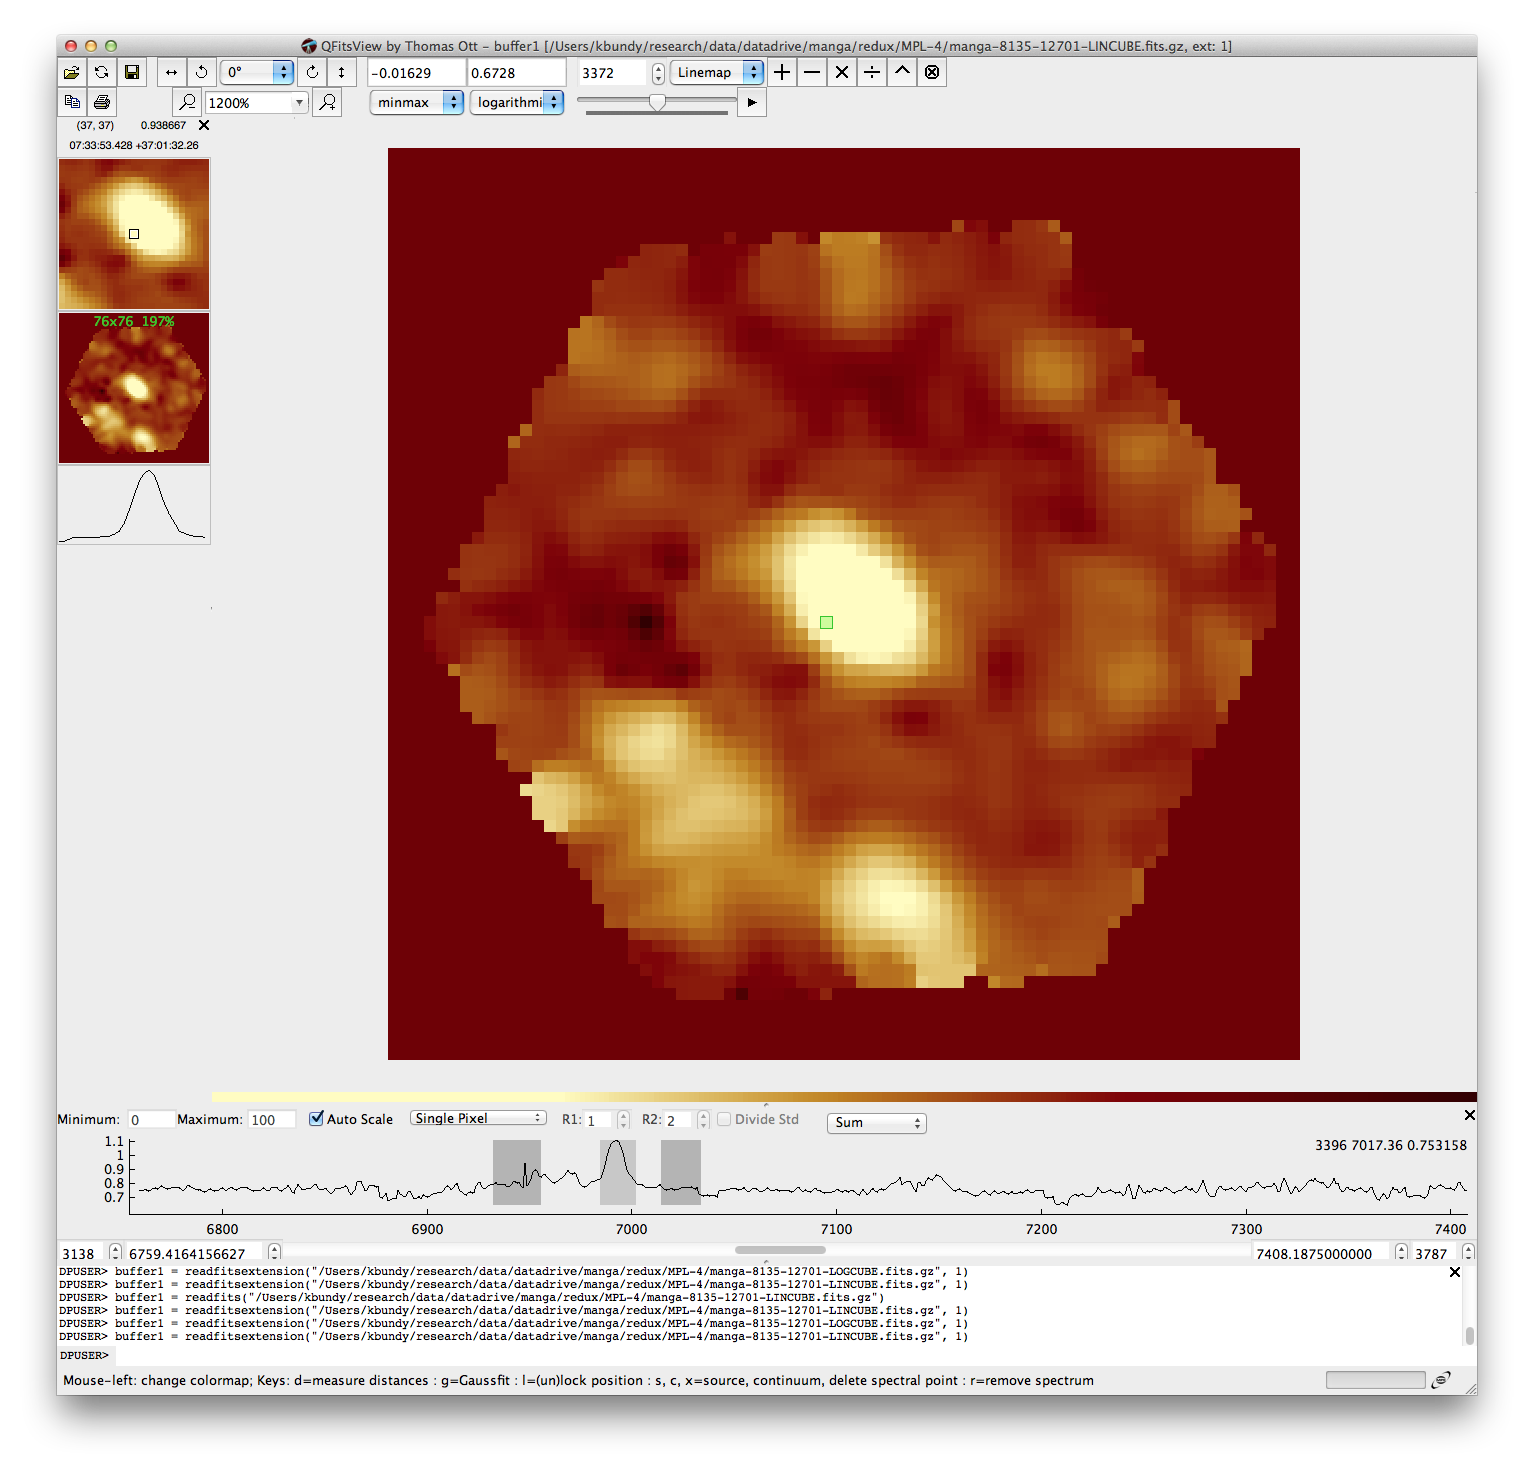 QFitsView by Thomas Ott - buffer1 [/Users/kbundy/research/data/datadrive/manga/redux/MPL-4/manga-8135-12701-LINCUBE.fits.gz, ext: 1]
0° -0.01629 0.6728 3372 Linemap
1200% minmax logarithmi
(37, 37) 0.938667
07:33:53.428 +37:01:32.26
76x76 197%
Minimum: 0 Maximum: 100 Auto Scale Single Pixel R1: 1 R2: 2 Divide Std Sum
3396 7017.36 0.753158
1.1
1
0.9
0.8
0.7
6800 6900 7000 7100 7200 7300 7400
3138 6759.4164156627 7408.1875000000 3787
DPUSER> buffer1 = readfitsextension("/Users/kbundy/research/data/datadrive/manga/redux/MPL-4/manga-8135-12701-LOGCUBE.fits.gz", 1)
DPUSER> buffer1 = readfitsextension("/Users/kbundy/research/data/datadrive/manga/redux/MPL-4/manga-8135-12701-LINCUBE.fits.gz", 1)
DPUSER> buffer1 = readfits("/Users/kbundy/research/data/datadrive/manga/redux/MPL-4/manga-8135-12701-LINCUBE.fits.gz")
DPUSER> buffer1 = readfitsextension("/Users/kbundy/research/data/datadrive/manga/redux/MPL-4/manga-8135-12701-LINCUBE.fits.gz", 1)
DPUSER> buffer1 = readfitsextension("/Users/kbundy/research/data/datadrive/manga/redux/MPL-4/manga-8135-12701-LOGCUBE.fits.gz", 1)
DPUSER> buffer1 = readfitsextension("/Users/kbundy/research/data/datadrive/manga/redux/MPL-4/manga-8135-12701-LINCUBE.fits.gz", 1)
DPUSER>
Mouse-left: change colormap; Keys: d=measure distances : g=Gaussfit : l=(un)lock position : s, c, x=source, continuum, delete spectral point : r=remove spectrum